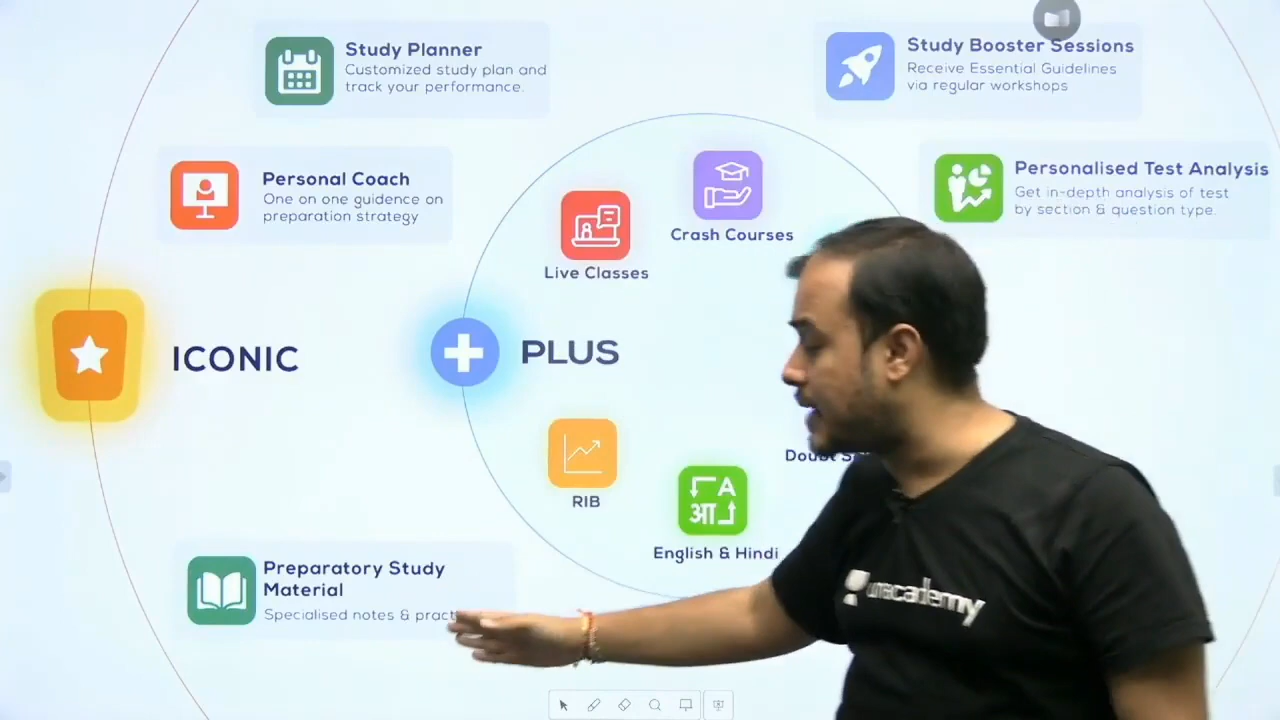 Study Planner
Customized study plan and
track your performance.
Study Booster Sessions
Receive Essential Guidelines
via regular workshops
Personal Coach
One on one guidence on
preparation strategy
Personalised Test Analysis
Get in-depth analysis of test
by section & question type.
Crash Courses
Live Classes
ICONIC
PLUS
Doubt
RIB
A
आ
English & Hindi
Preparatory Study
Material
Specialised notes &
unacademy